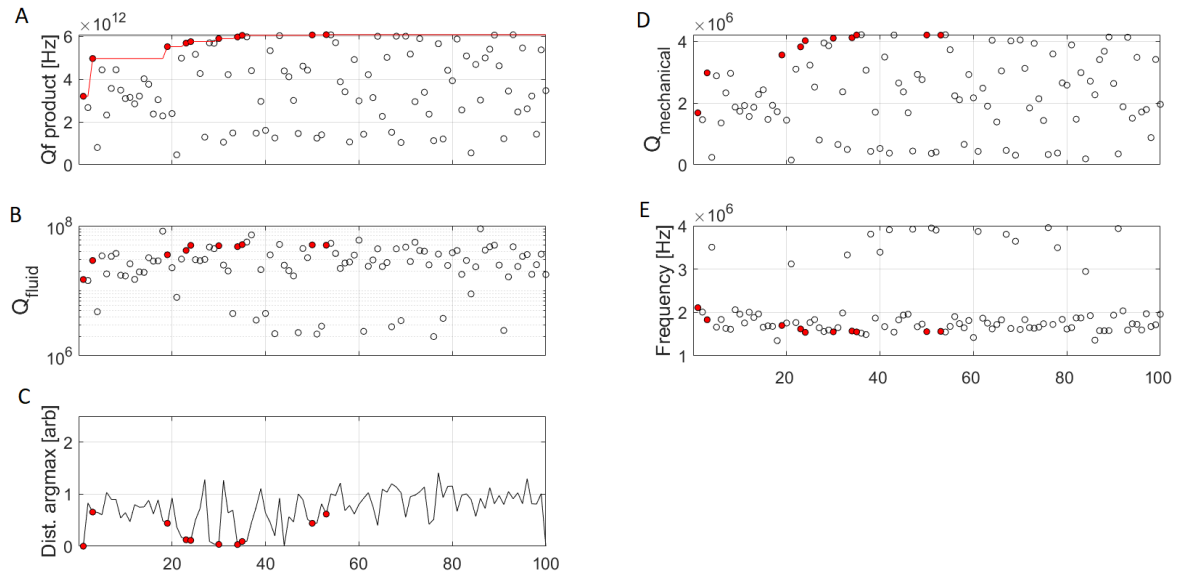 A
×10^12
Qf product [Hz]
6
4
2
0
B
Q_fluid
10^8
10^6
C
Dist. argmax [arb]
2
1
0
20
40
60
80
100
D
×10^6
Q_mechanical
4
2
0
E
×10^6
Frequency [Hz]
4
3
2
1
20
40
60
80
100